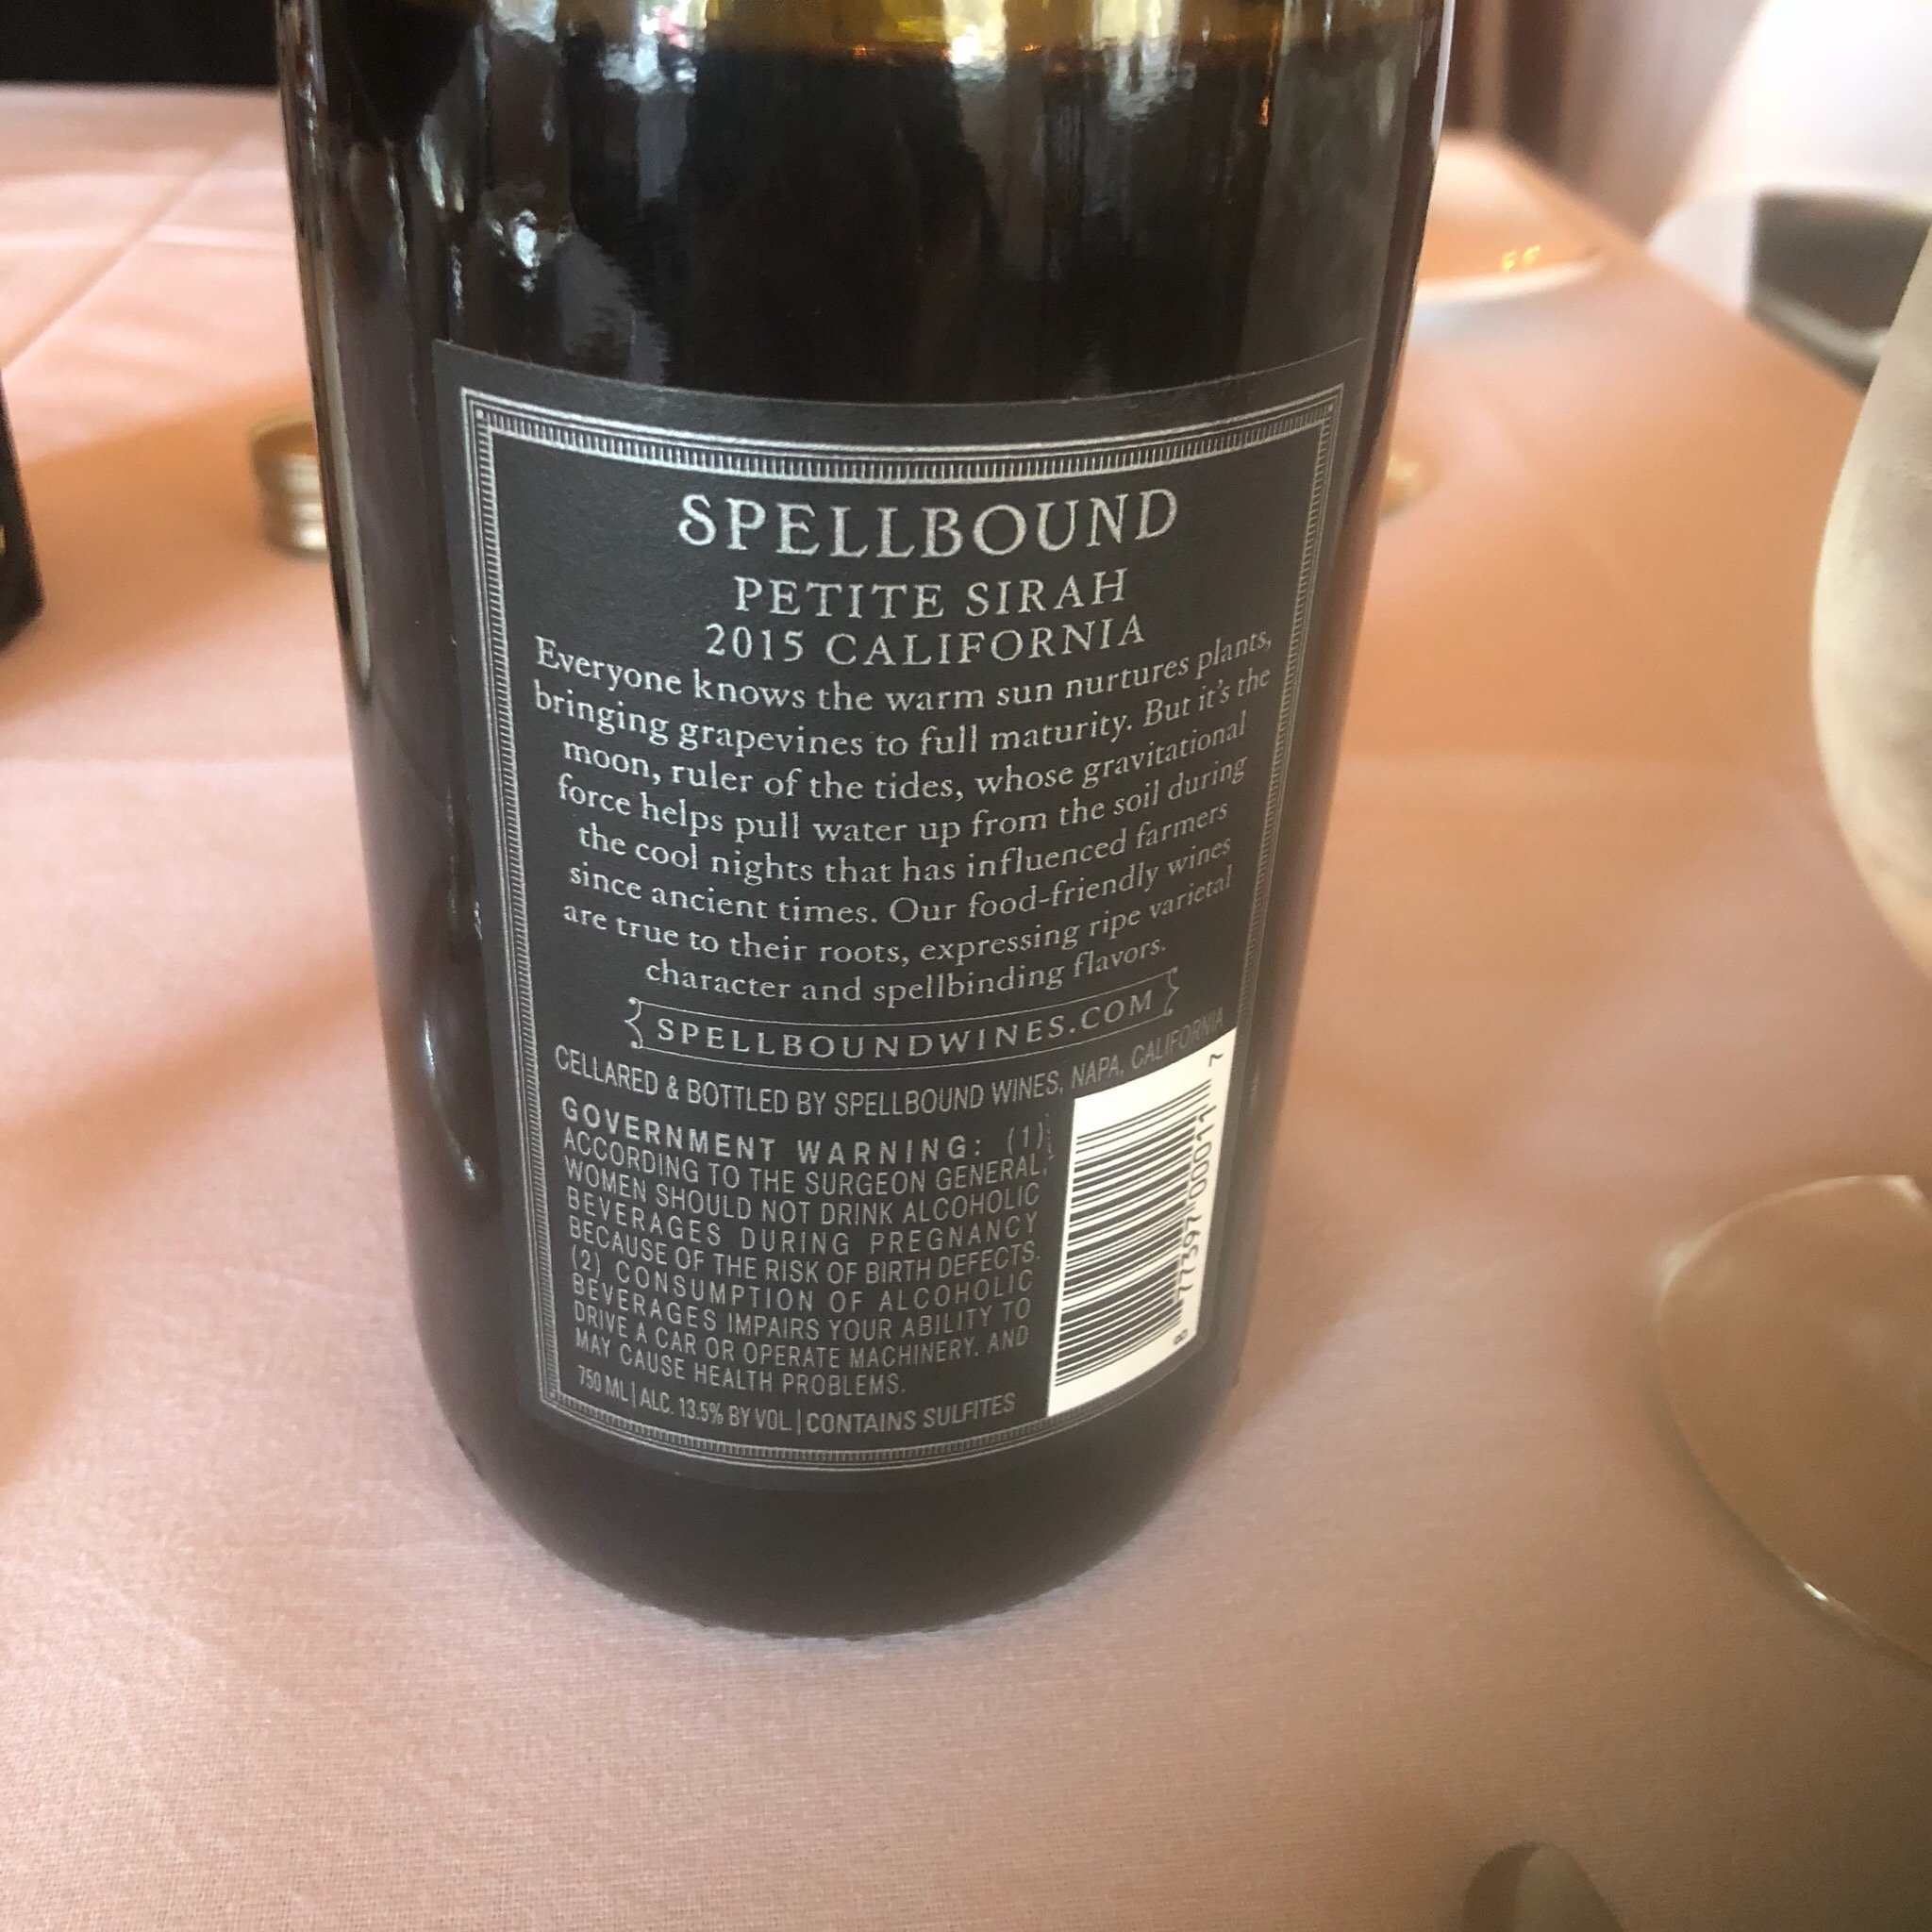 SPELLBOUND
PETITE SIRAH
2015 CALIFORNIA
Everyone knows the warm sun nurtures plants,
bringing grapevines to full maturity. But it's the
moon, ruler of the tides, whose gravitational
force helps pull water up from the soil during
the cool nights that has influenced farmers
since ancient times. Our food-friendly wines
are true to their roots, expressing ripe varietal
character and spellbinding flavors.
SPELLBOUNDWINES.COM
CELLARED & BOTTLED BY SPELLBOUND WINES, NAPA, CALIFORNIA
GOVERNMENT WARNING: (1)
ACCORDING TO THE SURGEON GENERAL,
WOMEN SHOULD NOT DRINK ALCOHOLIC
BEVERAGES DURING PREGNANCY
BECAUSE OF THE RISK OF BIRTH DEFECTS.
(2) CONSUMPTION OF ALCOHOLIC
BEVERAGES IMPAIRS YOUR ABILITY TO
DRIVE A CAR OR OPERATE MACHINERY, AND
MAY CAUSE HEALTH PROBLEMS.
750 ML | ALC. 13.5% BY VOL. | CONTAINS SULFITES
8 77397 00011 7